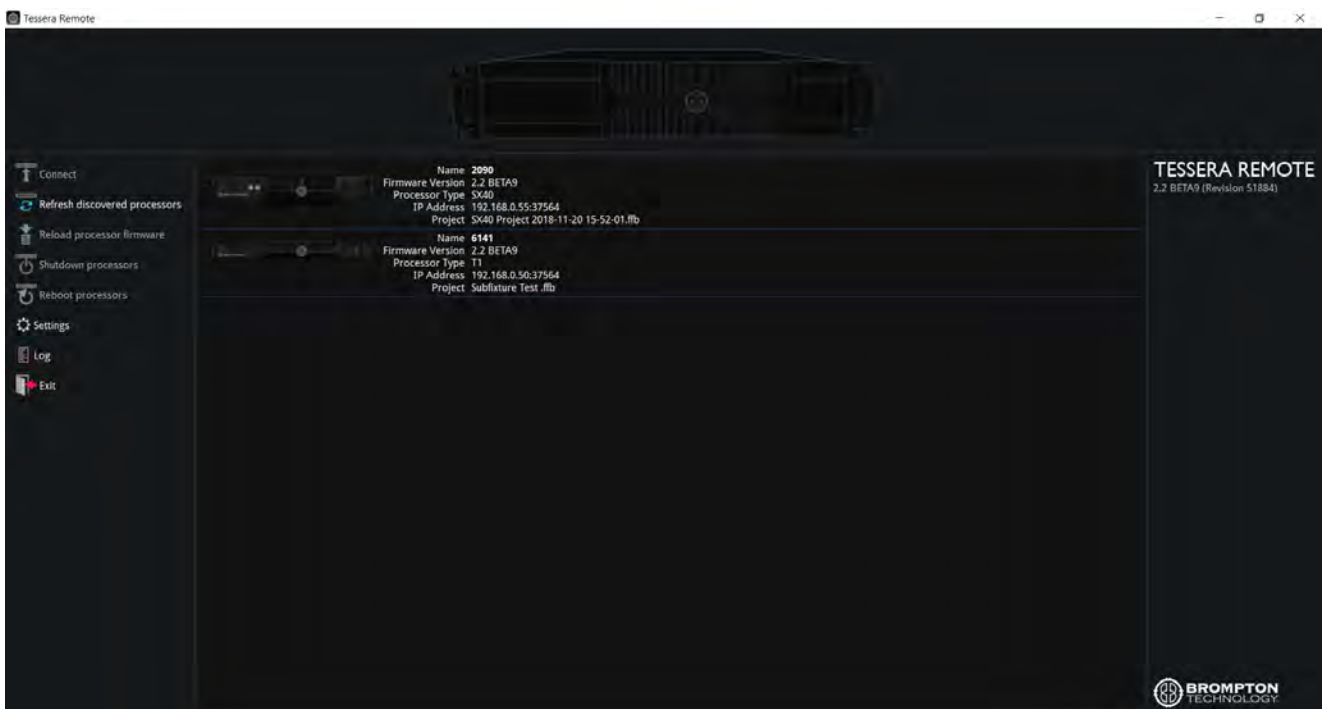 Tessera Remote
Connect
Refresh discovered processors
Reload processor firmware
Shutdown processors
Reboot processors
Settings
Log
Exit
Name 2090
Firmware Version 2.2 BETA9
Processor Type SX40
IP Address 192.168.0.55:37564
Project SX40 Project 2018-11-20 15-52-01.ffb
Name 6141
Firmware Version 2.2 BETA9
Processor Type T1
IP Address 192.168.0.50:37564
Project Subfixture Test .ffb
TESSERA REMOTE
2.2 BETA9 (Revision 51884)
BROMPTON
TECHNOLOGY